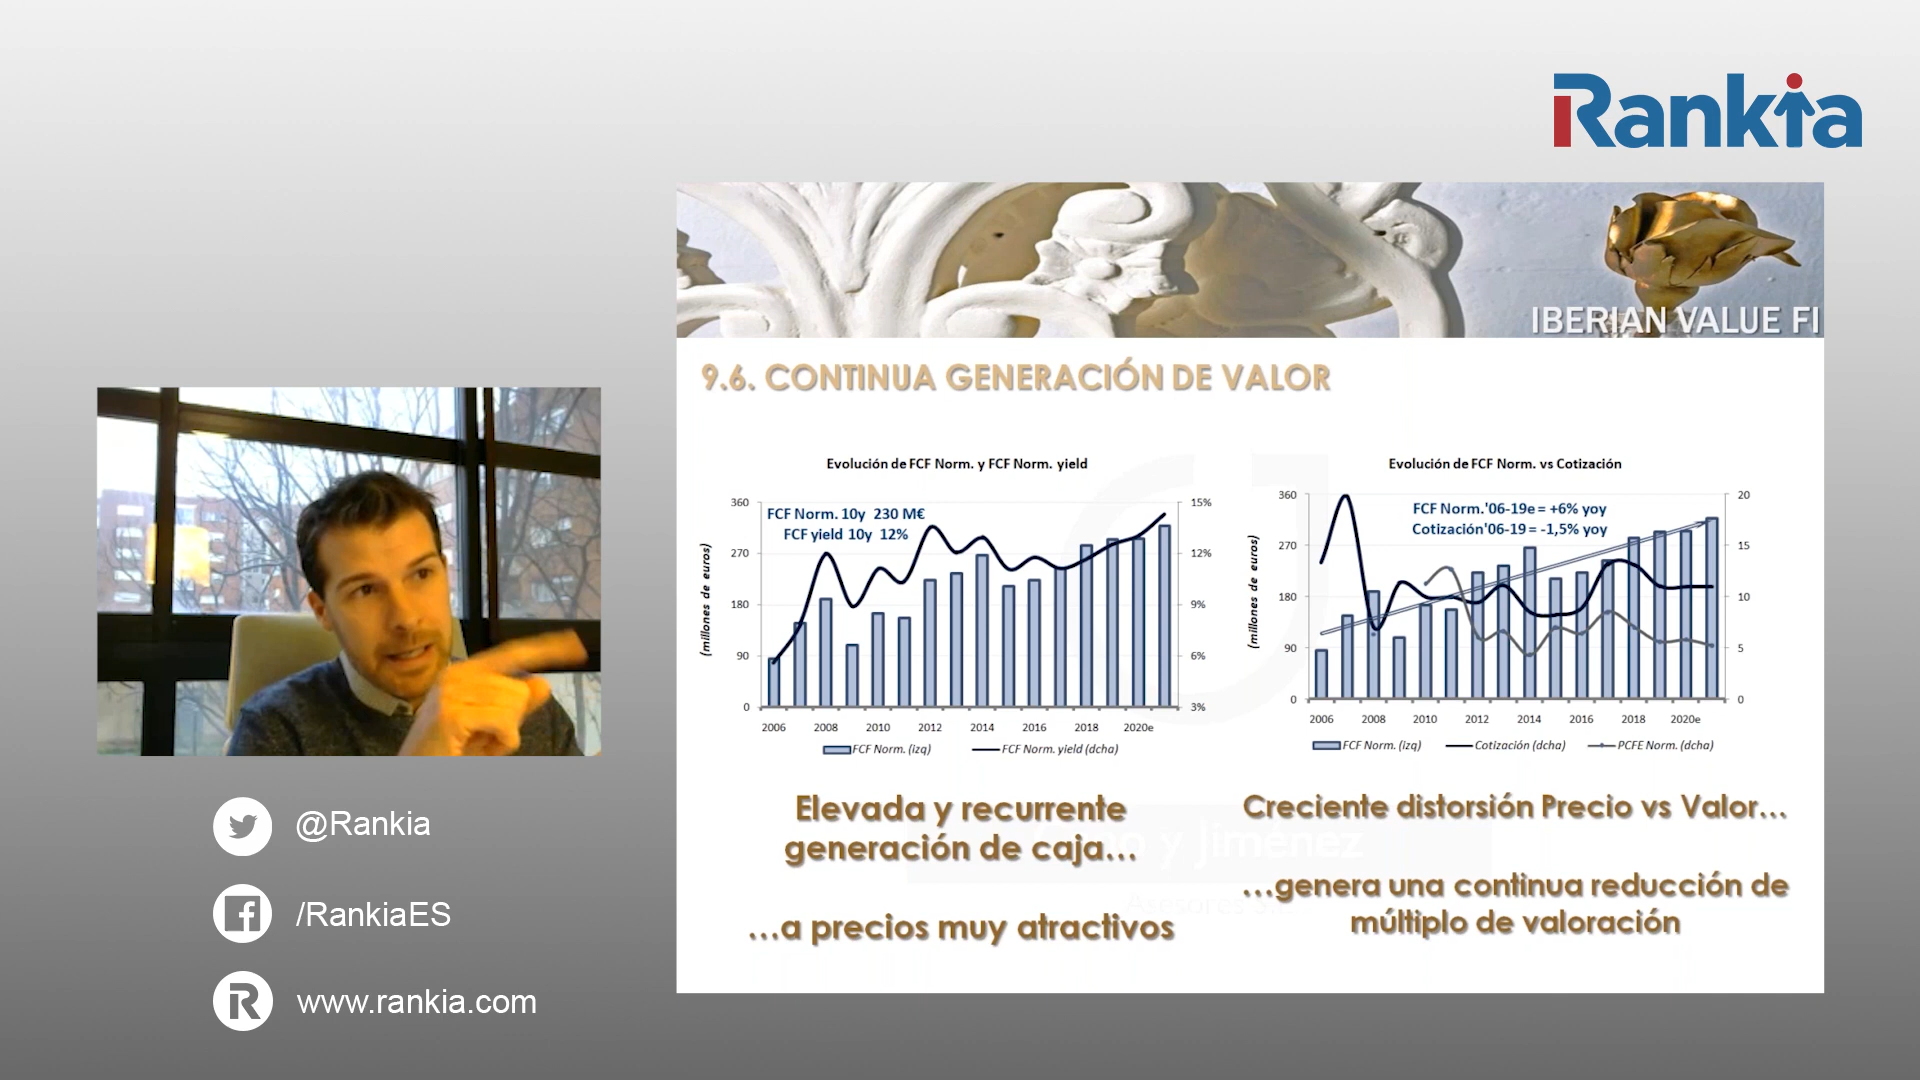 Rankia
IBERIAN VALUE FI
9.6. CONTINUA GENERACIÓN DE VALOR
Evolución de FCF Norm. y FCF Norm. yield
FCF Norm. 10y 230 M€
FCF yield 10y 12%
(millones de euros)
360
270
180
90
0
15%
12%
9%
6%
3%
2006
2008
2010
2012
2014
2016
2018
2020e
FCF Norm. (izq)
FCF Norm. yield (dcha)
Evolución de FCF Norm. vs Cotización
FCF Norm.'06-19e = +6% yoy
Cotización'06-19 = -1,5% yoy
(millones de euros)
360
270
180
90
0
20
15
10
5
0
2006
2008
2010
2012
2014
2016
2018
2020e
FCF Norm. (izq)
Cotización (dcha)
PCFE Norm. (dcha)
Elevada y recurrente
generación de caja...
...a precios muy atractivos
Creciente distorsión Precio vs Valor...
...genera una continua reducción de
múltiplo de valoración
y Jiménez
Asesores
@Rankia
/RankiaES
www.rankia.com